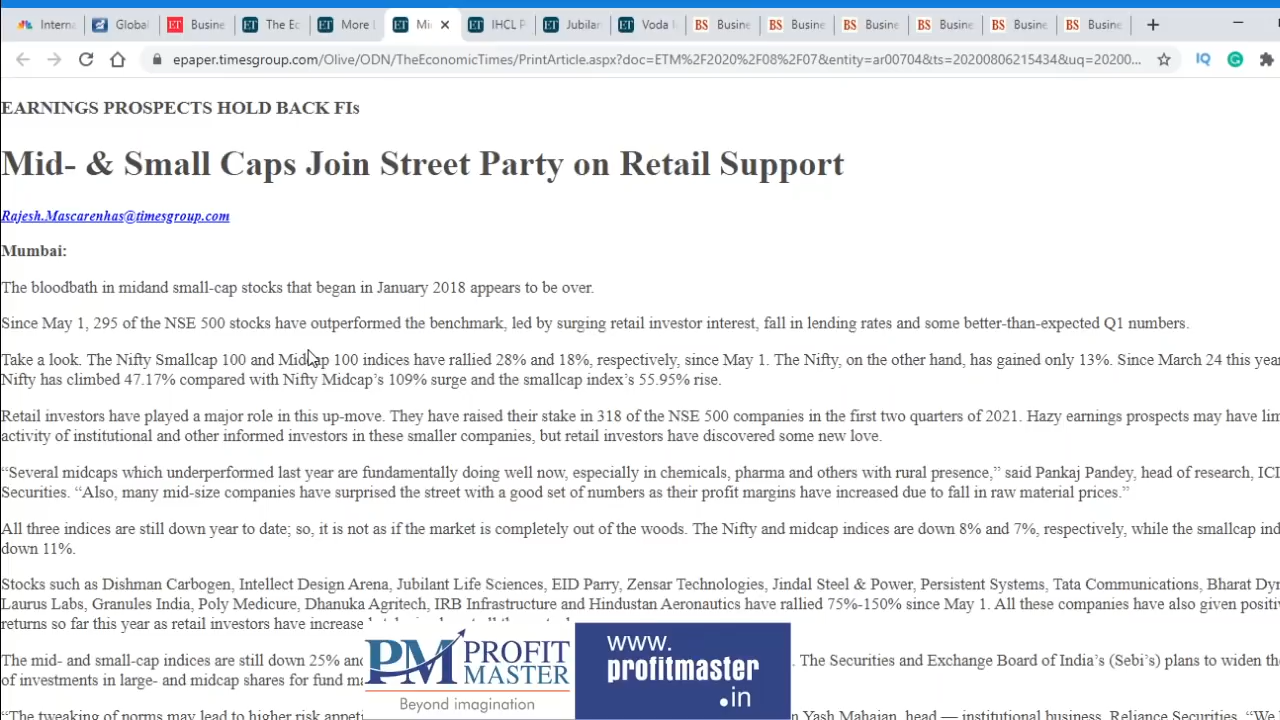 Intern
Global
Busine
The Ec
More L
Mi
IHCL P
Jubilar
Voda I
Busine
Busine
Busine
Busine
Busine
Busine
epaper.timesgroup.com/Olive/ODN/TheEconomicTimes/PrintArticle.aspx?doc=ETM%2F2020%2F08%2F07&entity=ar00704&ts=20200806215434&uq=20200...
EARNINGS PROSPECTS HOLD BACK FIs
Mid- & Small Caps Join Street Party on Retail Support
Rajesh.Mascarenhas@timesgroup.com
Mumbai:
The bloodbath in midand small-cap stocks that began in January 2018 appears to be over.
Since May 1, 295 of the NSE 500 stocks have outperformed the benchmark, led by surging retail investor interest, fall in lending rates and some better-than-expected Q1 numbers.
Take a look. The Nifty Smallcap 100 and Midcap 100 indices have rallied 28% and 18%, respectively, since May 1. The Nifty, on the other hand, has gained only 13%. Since March 24 this yea
Nifty has climbed 47.17% compared with Nifty Midcap's 109% surge and the smallcap index's 55.95% rise.
Retail investors have played a major role in this up-move. They have raised their stake in 318 of the NSE 500 companies in the first two quarters of 2021. Hazy earnings prospects may have lim
activity of institutional and other informed investors in these smaller companies, but retail investors have discovered some new love.
“Several midcaps which underperformed last year are fundamentally doing well now, especially in chemicals, pharma and others with rural presence,” said Pankaj Pandey, head of research, ICI
Securities. “Also, many mid-size companies have surprised the street with a good set of numbers as their profit margins have increased due to fall in raw material prices.”
All three indices are still down year to date; so, it is not as if the market is completely out of the woods. The Nifty and midcap indices are down 8% and 7%, respectively, while the smallcap ind
down 11%.
Stocks such as Dishman Carbogen, Intellect Design Arena, Jubilant Life Sciences, EID Parry, Zensar Technologies, Jindal Steel & Power, Persistent Systems, Tata Communications, Bharat Dyn
Laurus Labs, Granules India, Poly Medicure, Dhanuka Agritech, IRB Infrastructure and Hindustan Aeronautics have rallied 75%-150% since May 1. All these companies have also given positiv
returns so far this year as retail investors have increased
The mid- and small-cap indices are still down 25% and . The Securities and Exchange Board of India's (Sebi's) plans to widen th
of investments in large- and midcap shares for fund ma
“The tweaking of norms may lead to higher risk appeti n Yash Mahajan, head — institutional business, Reliance Securities. “We
PM PROFIT MASTER
Beyond imagination
www.
profitmaster
.in